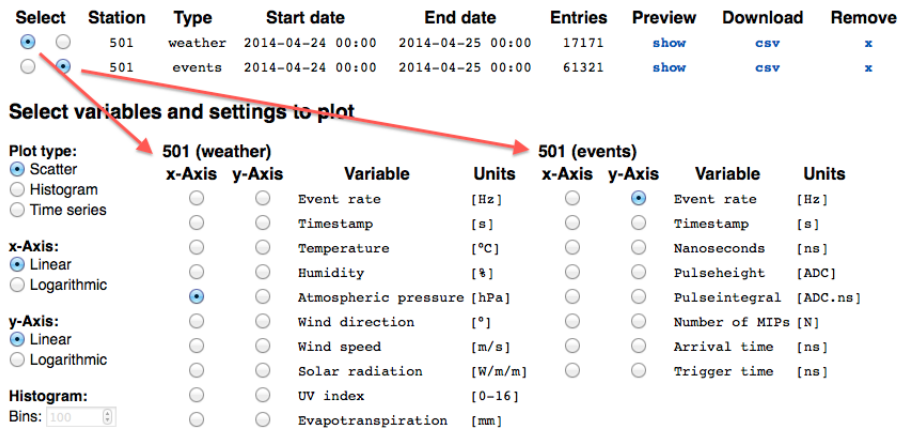 Select Station Type Start date End date Entries Preview Download Remove
501 weather 2014-04-24 00:00 2014-04-25 00:00 17171 show csv x
501 events 2014-04-24 00:00 2014-04-25 00:00 61321 show csv x
Select variables and settings to plot
Plot type:
Scatter
Histogram
Time series
x-Axis:
Linear
Logarithmic
y-Axis:
Linear
Logarithmic
Histogram:
Bins: 100
501 (weather)
x-Axis y-Axis Variable Units
Event rate [Hz]
Timestamp [s]
Temperature [°C]
Humidity [%]
Atmospheric pressure [hPa]
Wind direction [°]
Wind speed [m/s]
Solar radiation [W/m/m]
UV index [0-16]
Evapotranspiration [mm]
501 (events)
x-Axis y-Axis Variable Units
Event rate [Hz]
Timestamp [s]
Nanoseconds [ns]
Pulseheight [ADC]
Pulseintegral [ADC.ns]
Number of MIPs [N]
Arrival time [ns]
Trigger time [ns]